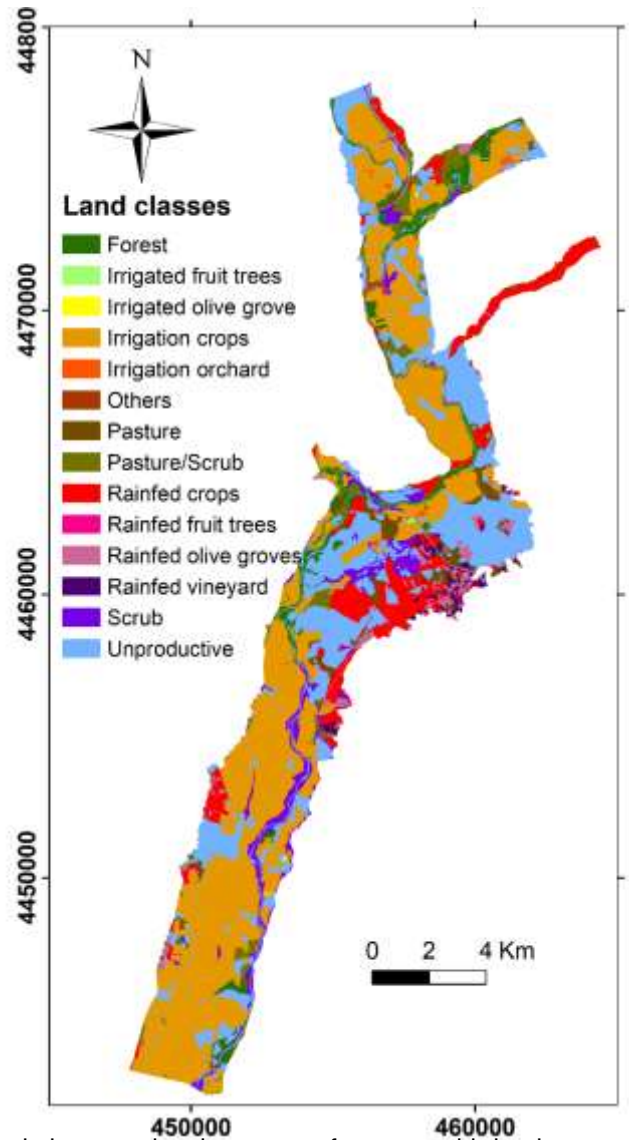 44800
N
Land classes
Forest
Irrigated fruit trees
Irrigated olive grove
Irrigation crops
Irrigation orchard
Others
Pasture
Pasture/Scrub
Rainfed crops
Rainfed fruit trees
Rainfed olive groves
Rainfed vineyard
Scrub
Unproductive
4470000
4460000
4450000
0 2 4 Km
450000 460000